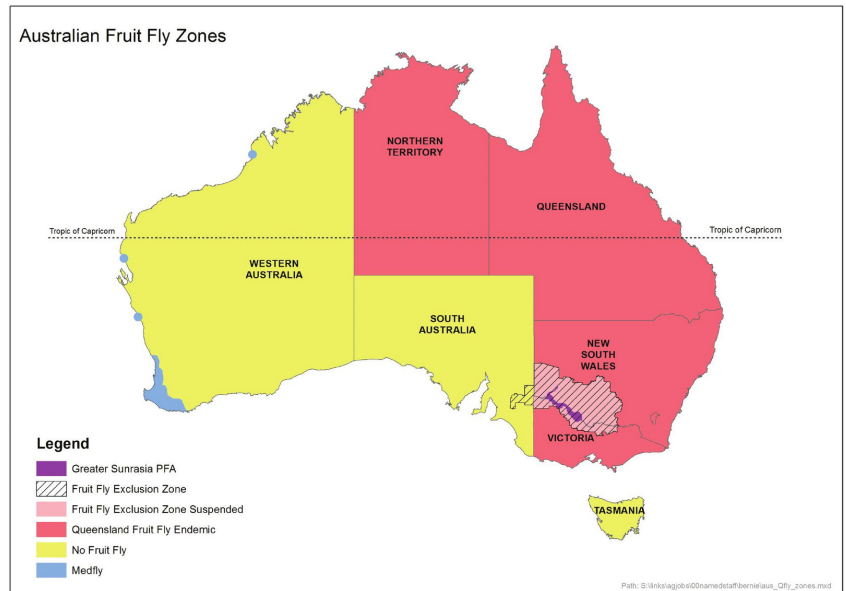 Australian Fruit Fly Zones
NORTHERN
TERRITORY
QUEENSLAND
Tropic of Capricorn
Tropic of Capricorn
WESTERN
AUSTRALIA
SOUTH
AUSTRALIA
NEW
SOUTH
WALES
VICTORIA
TASMANIA
Legend
Greater Sunrasia PFA
Fruit Fly Exclusion Zone
Fruit Fly Exclusion Zone Suspended
Queensland Fruit Fly Endemic
No Fruit Fly
Medfly
Path: S:\links\agjobs\00namedstaff\bernie\aus_Qfly_zones.mxd